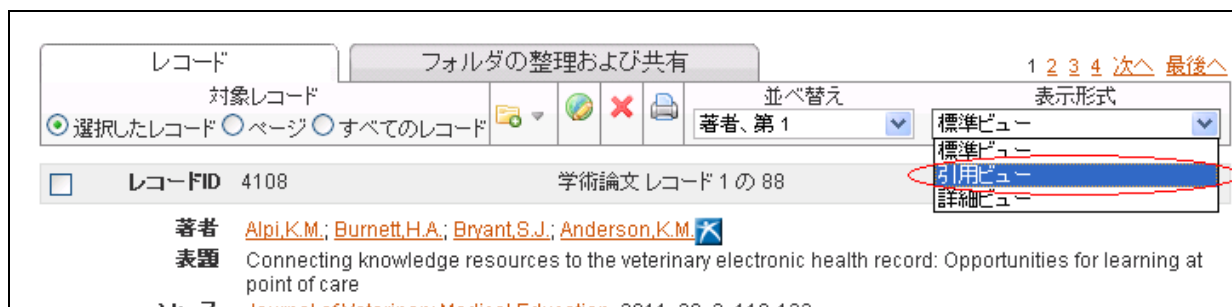 レコード
フォルダの整理および共有
1 2 3 4 次へ 最後へ
対象レコード
並べ替え
表示形式
選択したレコード ページ すべてのレコード
著者、第 1
標準ビュー
標準ビュー
引用ビュー
詳細ビュー
レコードID 4108
学術論文 レコード 1 の 88
著者 Alpi,K.M.; Burnett,H.A.; Bryant,S.J.; Anderson,K.M.
表題 Connecting knowledge resources to the veterinary electronic health record: Opportunities for learning at
point of care